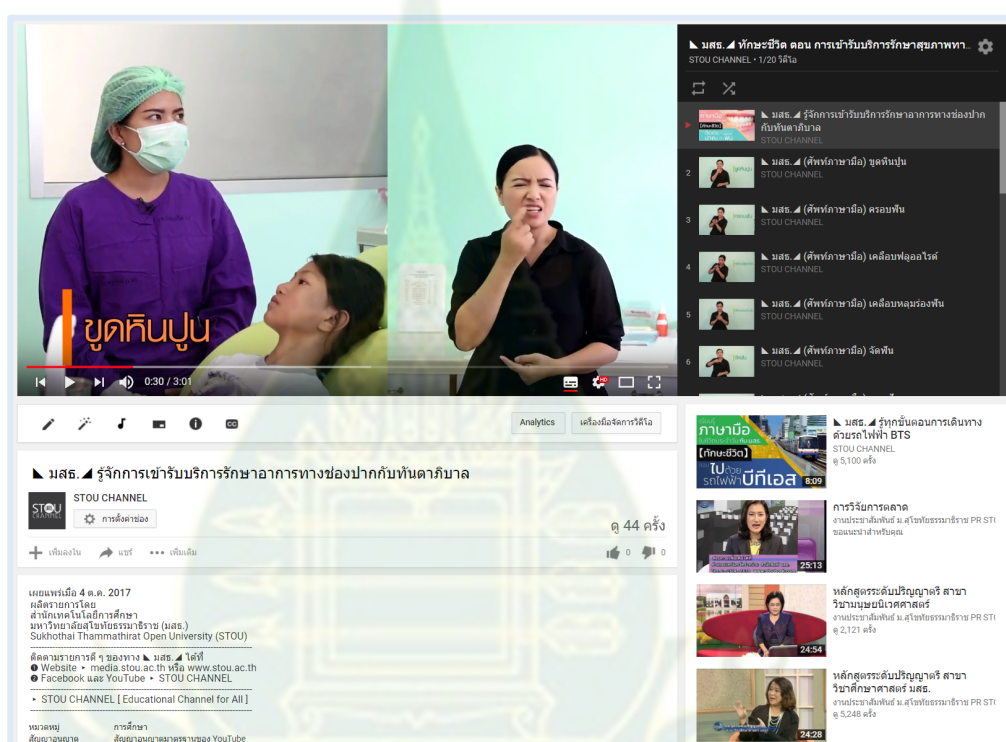 ◣ มสธ.◢ ทักษะชีวิต ตอน การเข้ารับบริการรักษาสุขภาพทา...
STOU CHANNEL • 1/20 วิดีโอ
◣ มสธ.◢ รู้จักการเข้ารับบริการรักษาอาการทางช่องปาก
กับทันตาภิบาล
STOU CHANNEL
2
◣ มสธ.◢ (ศัพท์ภาษามือ) ขูดหินปูน
STOU CHANNEL
3
◣ มสธ.◢ (ศัพท์ภาษามือ) ครอบฟัน
STOU CHANNEL
4
◣ มสธ.◢ (ศัพท์ภาษามือ) เคลือบฟลูออไรด์
STOU CHANNEL
5
◣ มสธ.◢ (ศัพท์ภาษามือ) เคลือบหลุมร่องฟัน
STOU CHANNEL
6
◣ มสธ.◢ (ศัพท์ภาษามือ) จัดฟัน
STOU CHANNEL
ขูดหินปูน
0:30 / 3:01
HD
CC
Analytics
เครื่องมือจัดการวิดีโอ
◣ มสธ.◢ รู้จักการเข้ารับบริการรักษาอาการทางช่องปากกับทันตาภิบาล
STOU CHANNEL
STOU CHANNEL
การตั้งค่าช่อง
ดู 44 ครั้ง
เพิ่มลงใน
แชร์
เพิ่มเติม
0
0
เผยแพร่เมื่อ 4 ต.ค. 2017
ผลิตรายการโดย
สำนักเทคโนโลยีการศึกษา
มหาวิทยาลัยสุโขทัยธรรมาธิราช (มสธ.)
Sukhothai Thammathirat Open University (STOU)
ติดตามรายการดี ๆ ของทาง ◣ มสธ.◢ ได้ที่
❶ Website ‣ media.stou.ac.th หรือ www.stou.ac.th
❷ Facebook และ YouTube ‣ STOU CHANNEL
‣ STOU CHANNEL [ Educational Channel for All ]
หมวดหมู่ การศึกษา
สัญญาอนุญาต สัญญาอนุญาตมาตรฐานของ YouTube
ภาษามือ
[ทักษะชีวิต]
ไปด้วย
รถไฟฟ้าบีทีเอส
8:09
◣ มสธ.◢ รู้ทุกขั้นตอนการเดินทาง
ด้วยรถไฟฟ้า BTS
STOU CHANNEL
ดู 5,100 ครั้ง
25:13
การวิจัยการตลาด
งานประชาสัมพันธ์ ม.สุโขทัยธรรมาธิราช PR STO
ขอแนะนำสำหรับคุณ
24:54
หลักสูตรระดับปริญญาตรี สาขา
วิชามนุษยนิเวศศาสตร์
งานประชาสัมพันธ์ ม.สุโขทัยธรรมาธิราช PR STO
ดู 2,121 ครั้ง
24:28
หลักสูตรระดับปริญญาตรี สาขา
วิชาศึกษาศาสตร์ มสธ.
งานประชาสัมพันธ์ ม.สุโขทัยธรรมาธิราช PR STO
ดู 5,248 ครั้ง